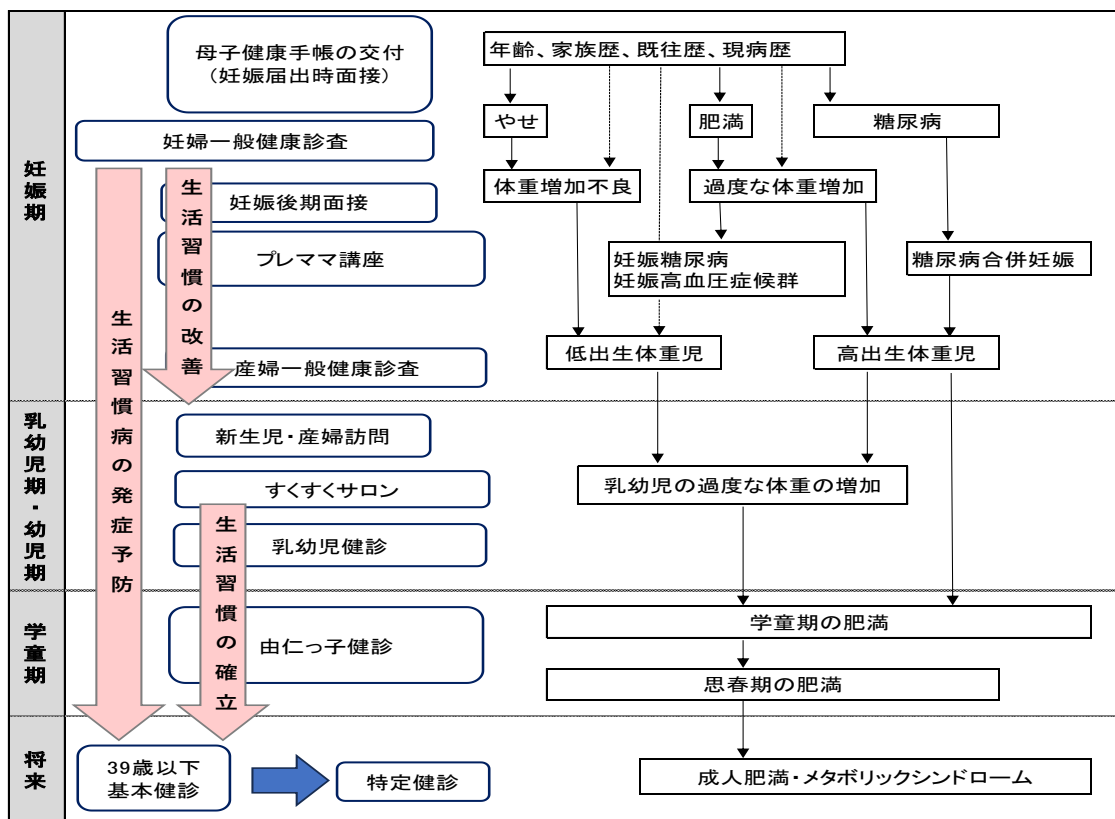 妊娠期
母子健康手帳の交付
(妊娠届出時面接)
妊婦一般健康診査
妊娠後期面接
プレママ講座
産婦一般健康診査
生活習慣の改善
生活習慣病の発症予防
年齢、家族歴、既往歴、現病歴
やせ
肥満
糖尿病
体重増加不良
過度な体重増加
妊娠糖尿病
妊娠高血圧症候群
糖尿病合併妊娠
低出生体重児
高出生体重児
乳幼児期・幼児期
新生児・産婦訪問
すくすくサロン
乳幼児健診
生活習慣の確立
乳幼児の過度な体重の増加
学童期
由仁っ子健診
学童期の肥満
思春期の肥満
将来
39歳以下
基本健診
特定健診
成人肥満・メタボリックシンドローム